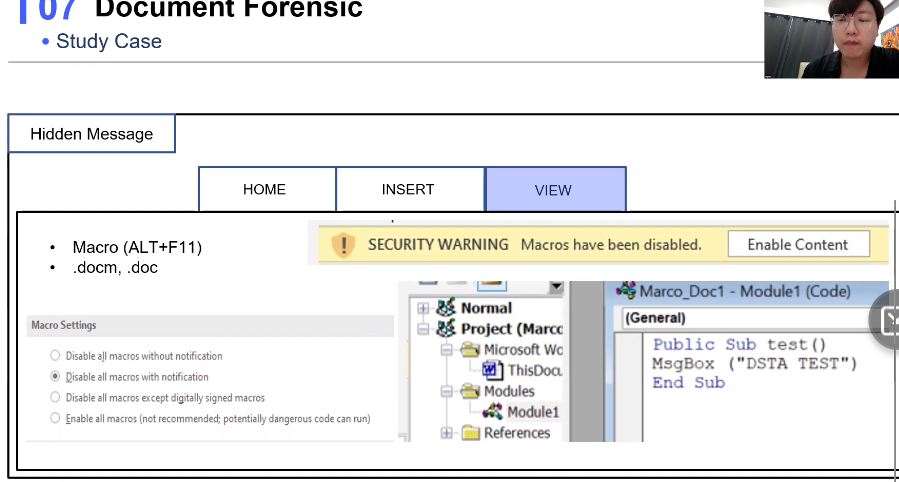 07 Document Forensic
• Study Case
Hidden Message
HOME
INSERT
VIEW
• Macro (ALT+F11)
• .docm, .doc
SECURITY WARNING Macros have been disabled.
Enable Content
Macro Settings
Disable all macros without notification
Disable all macros with notification
Disable all macros except digitally signed macros
Enable all macros (not recommended; potentially dangerous code can run)
Normal
Project (Marco
Microsoft Wo
ThisDocu
Modules
Module1
References
Marco_Doc1 - Module1 (Code)
(General)
Public Sub test()
MsgBox ("DSTA TEST")
End Sub